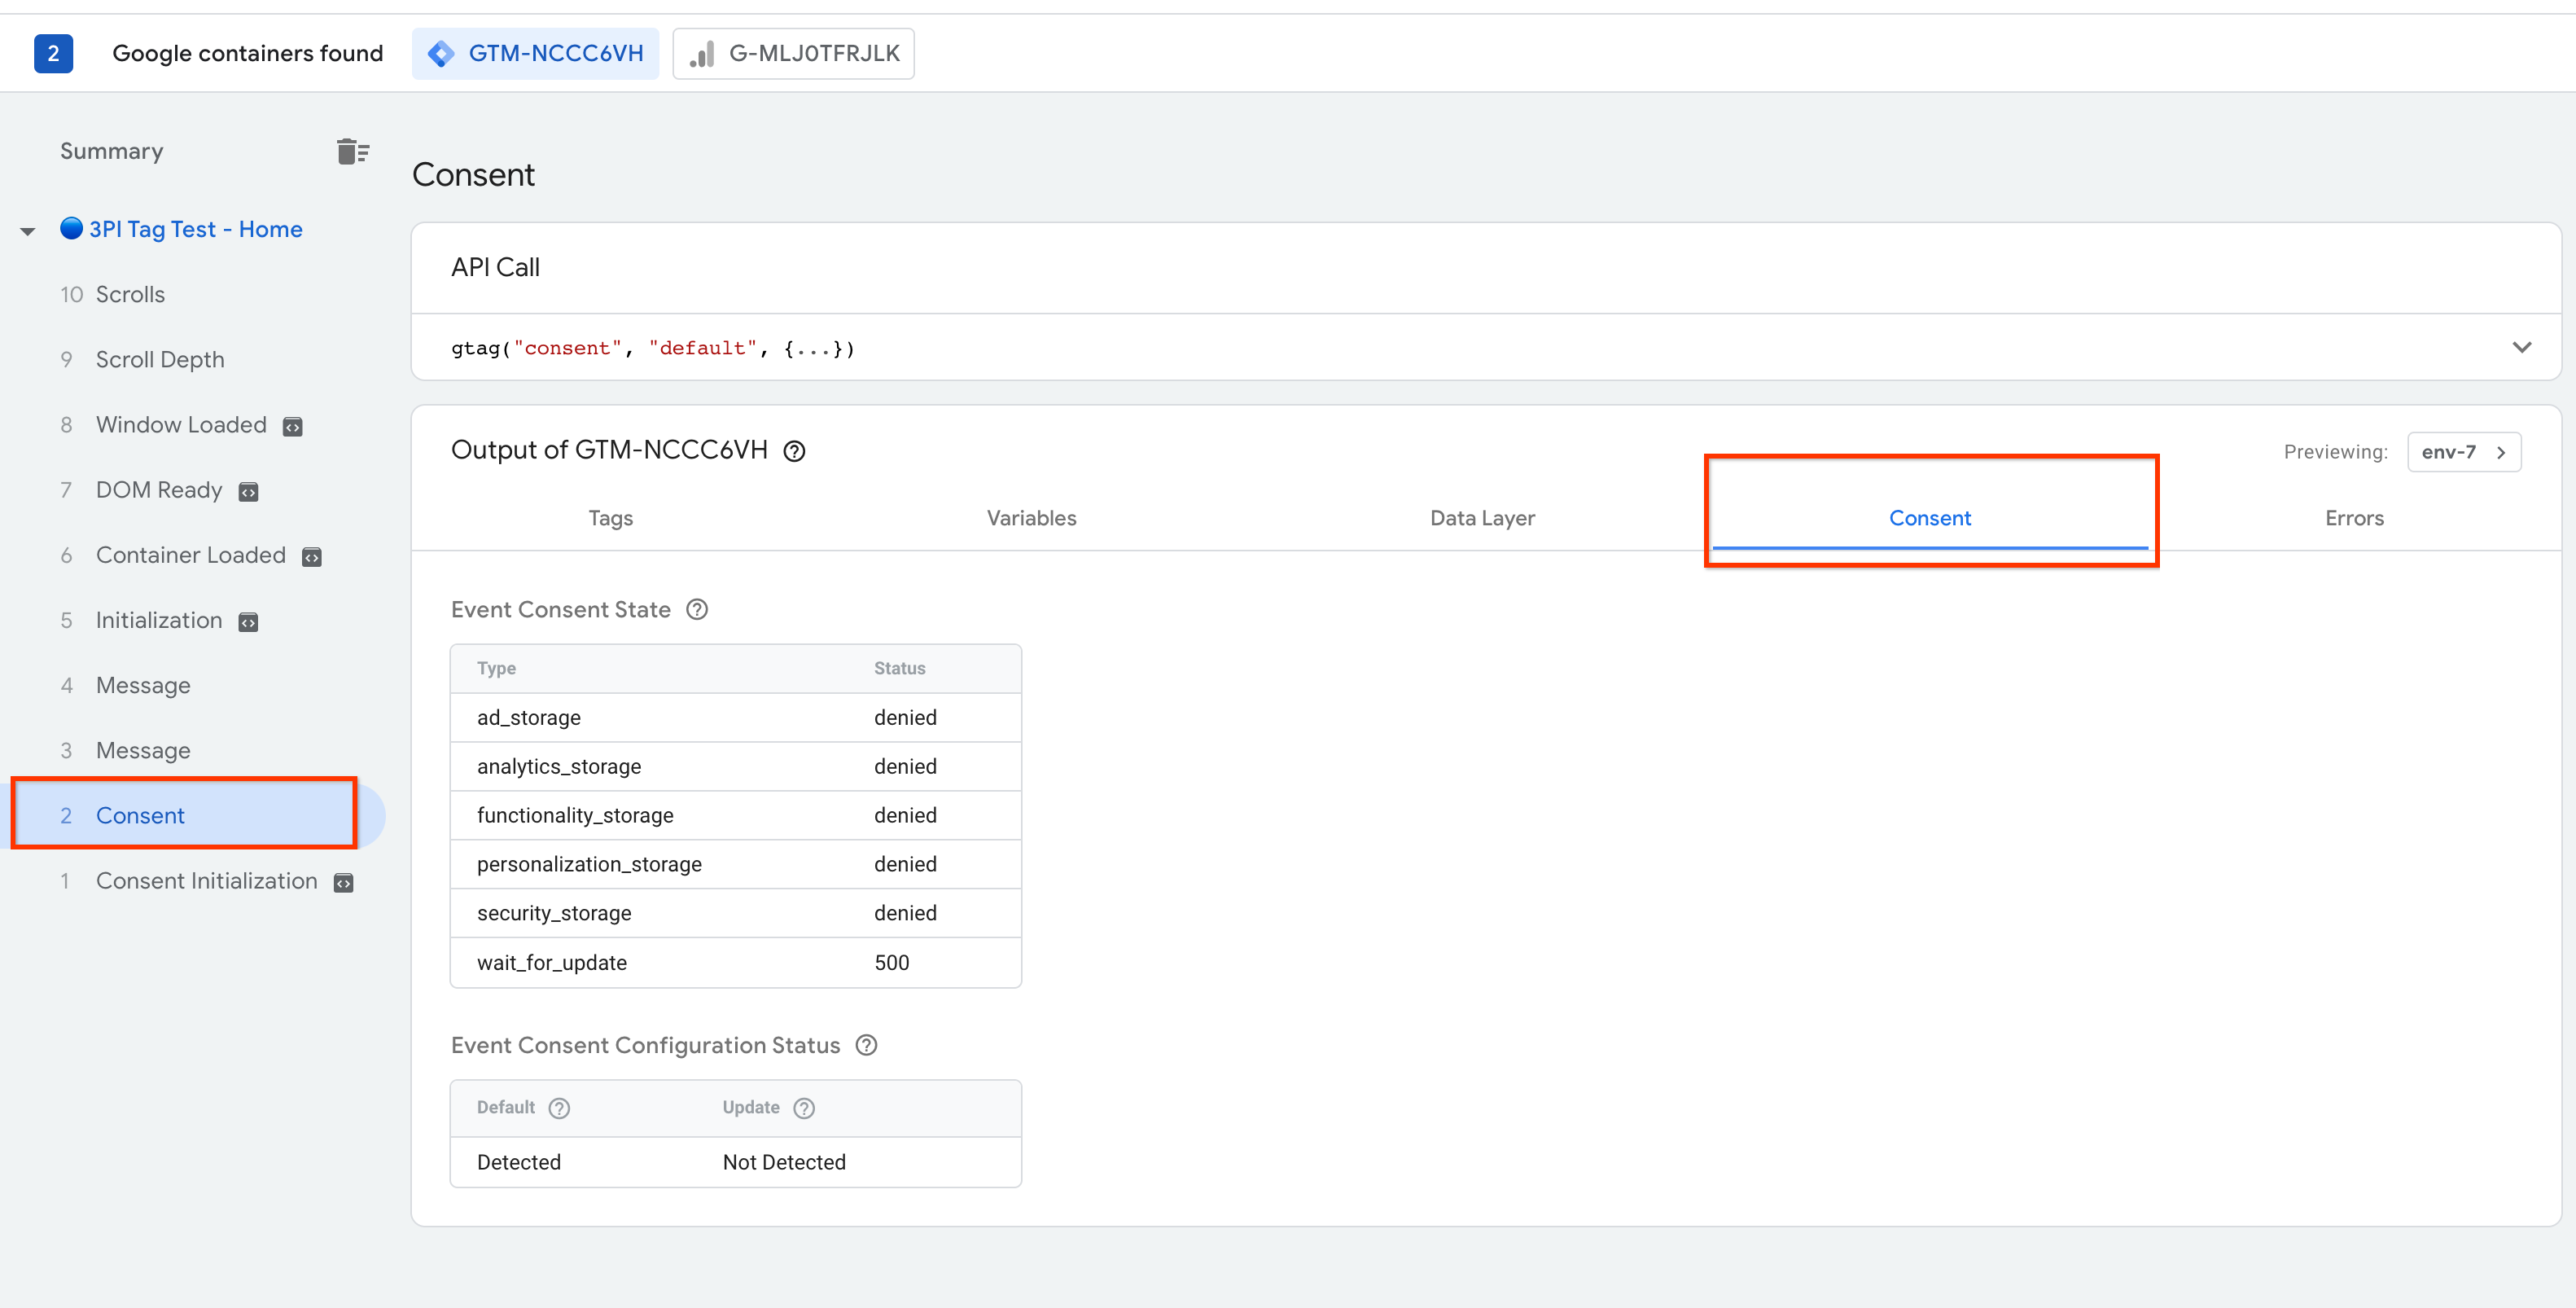 2 Google containers found GTM-NCCC6VH G-MLJ0TFRJLK
Summary
3PI Tag Test - Home
10 Scrolls
9 Scroll Depth
8 Window Loaded
7 DOM Ready
6 Container Loaded
5 Initialization
4 Message
3 Message
2 Consent
1 Consent Initialization
Consent
API Call
gtag("consent", "default", {...})
Output of GTM-NCCC6VH
Previewing: env-7
Tags Variables Data Layer Consent Errors
Event Consent State
Type Status
ad_storage denied
analytics_storage denied
functionality_storage denied
personalization_storage denied
security_storage denied
wait_for_update 500
Event Consent Configuration Status
Default Update
Detected Not Detected